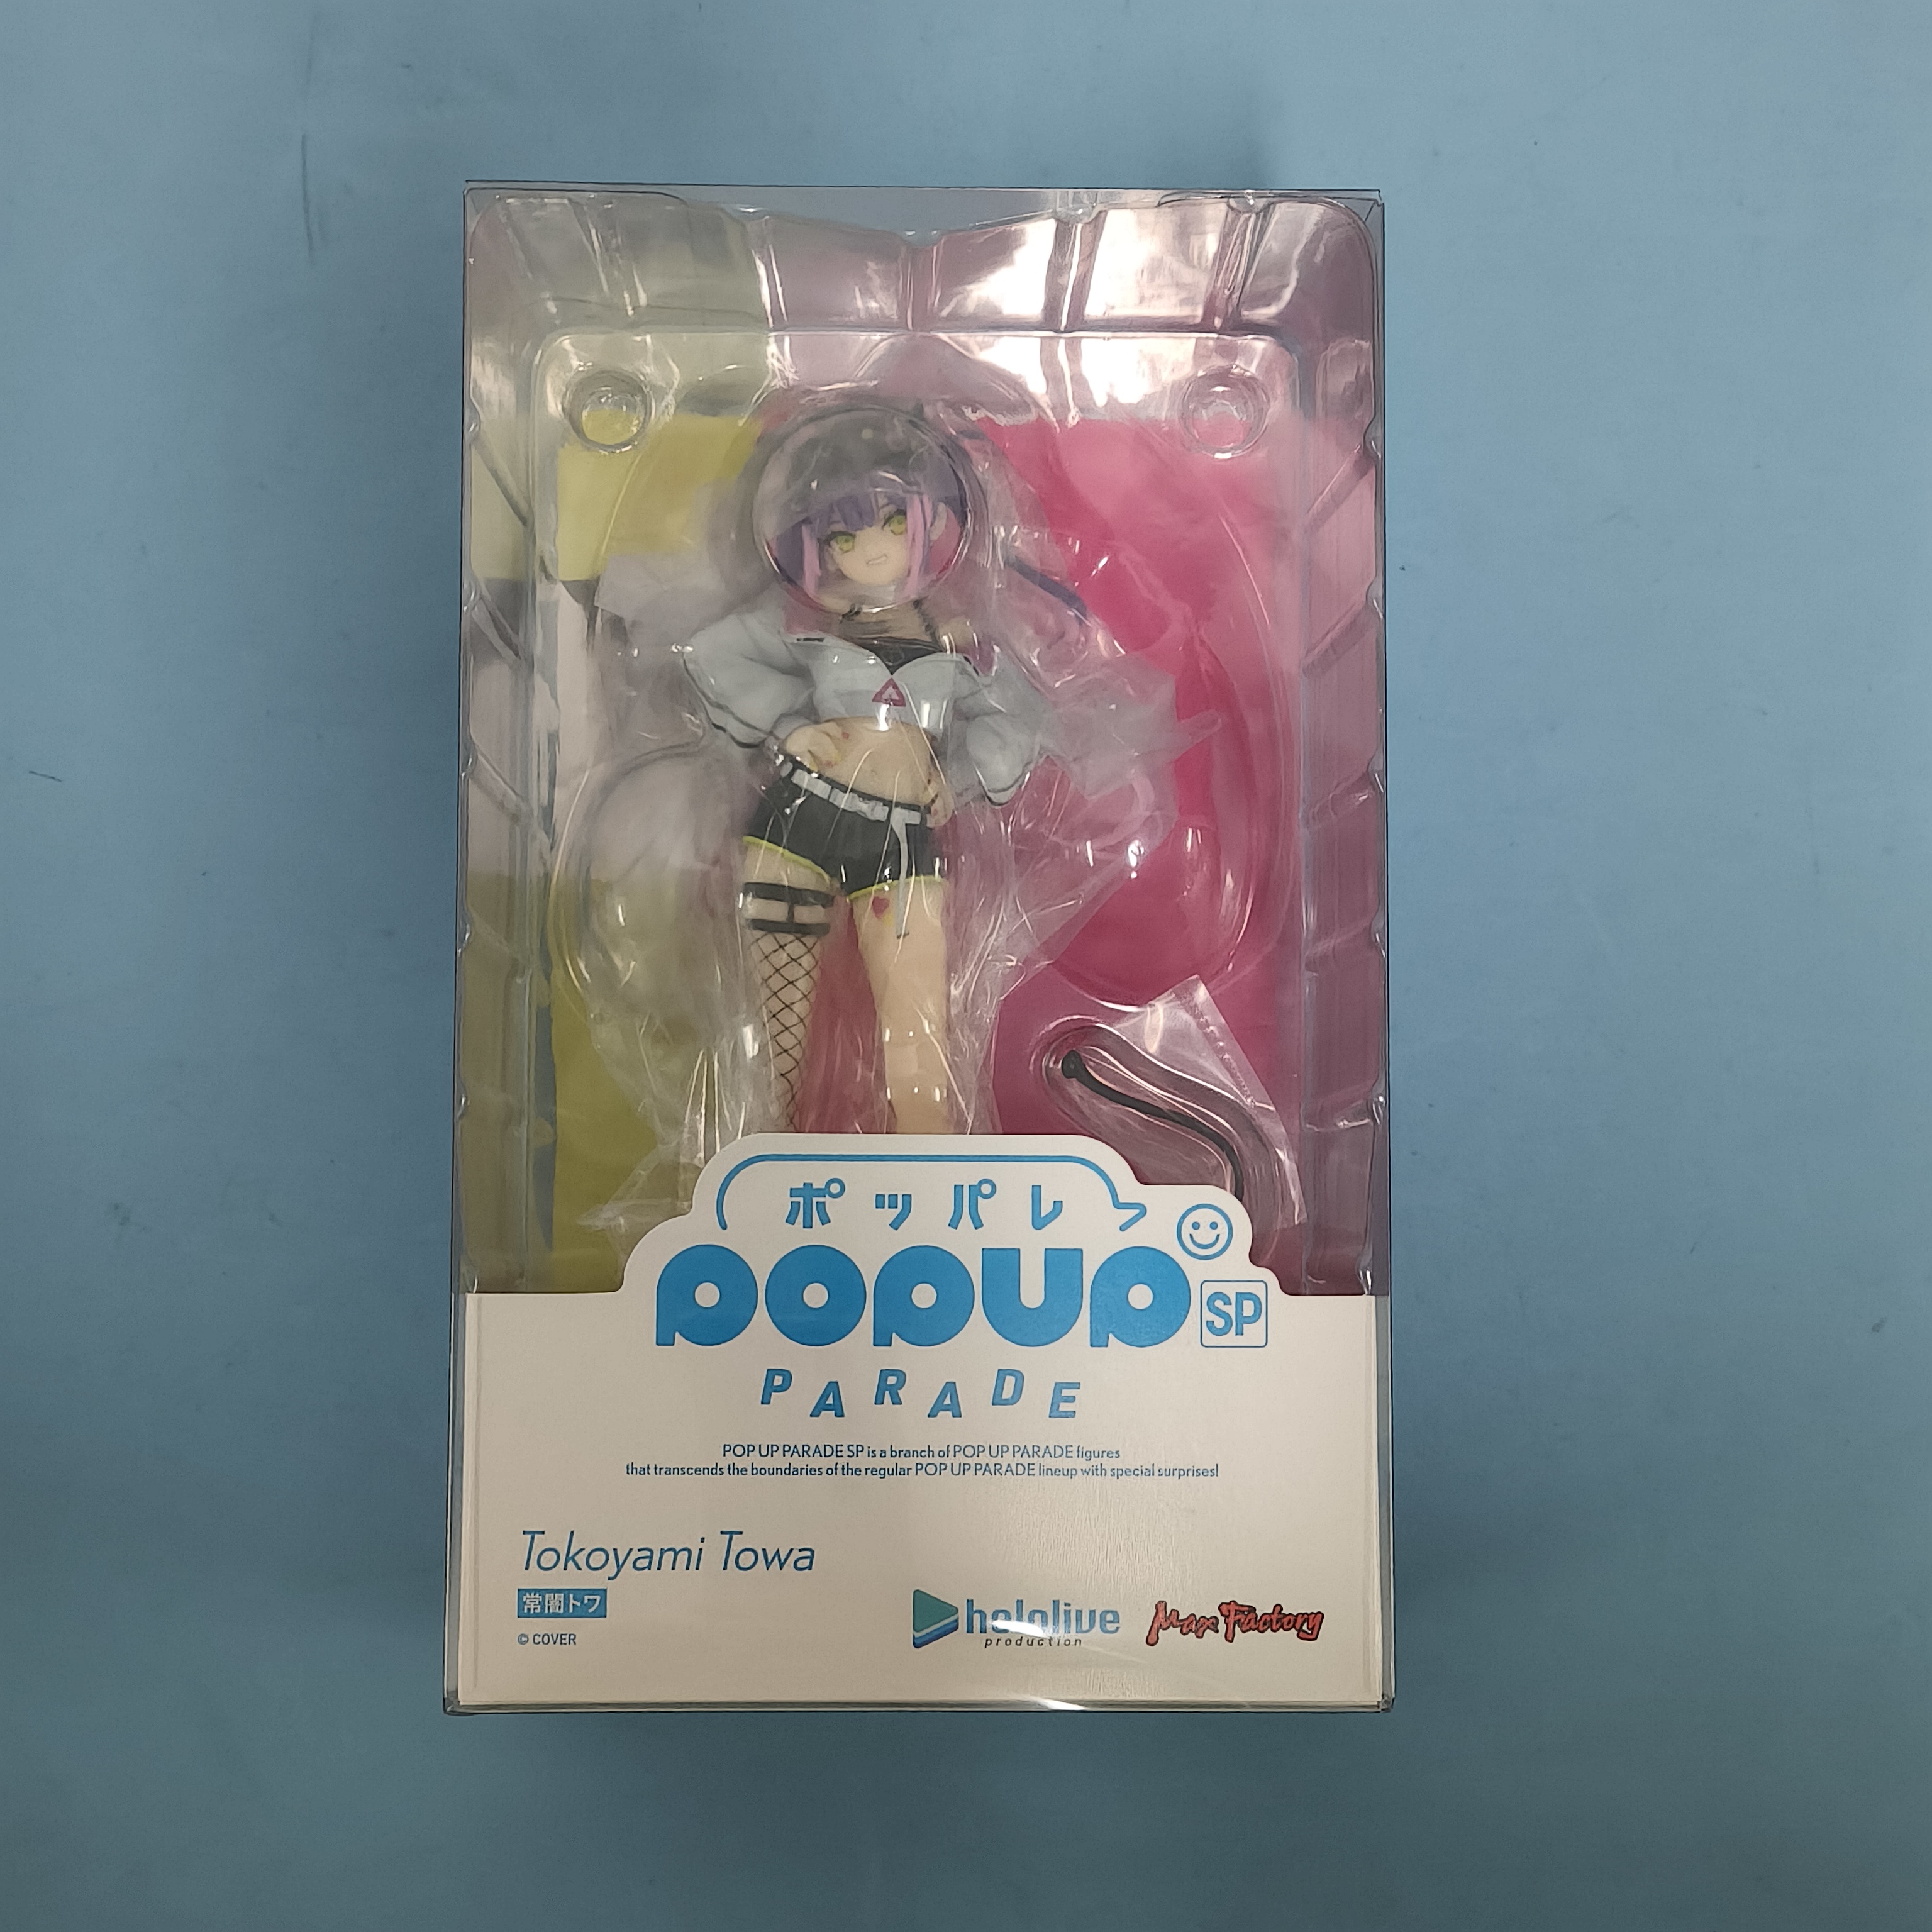 ポッパレ
POPUP SP
PARADE
POP UP PARADE SP is a branch of POP UP PARADE figures
that transcends the boundaries of the regular POP UP PARADE lineup with special surprises!
Tokoyami Towa
常闇トワ
© COVER
hololive
production
Max Factory